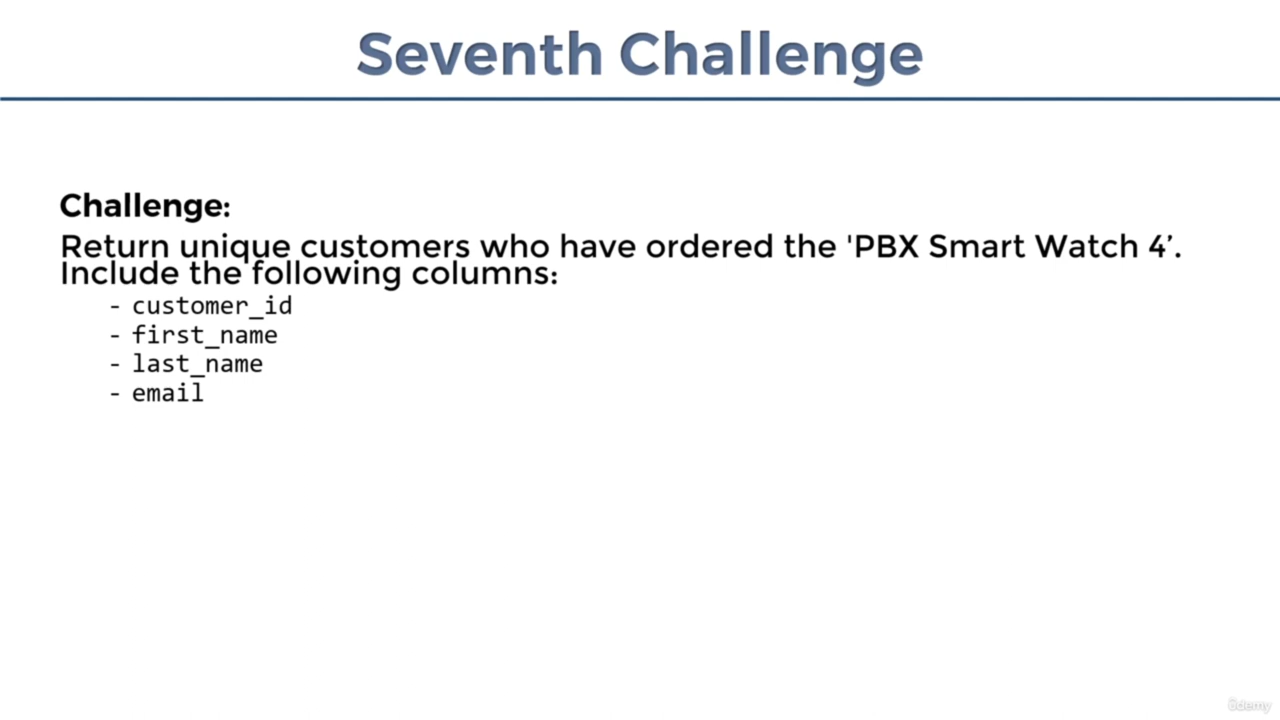 Seventh Challenge
Challenge:
Return unique customers who have ordered the 'PBX Smart Watch 4’.
Include the following columns:
- customer_id
- first_name
- last_name
- email
ûdemy